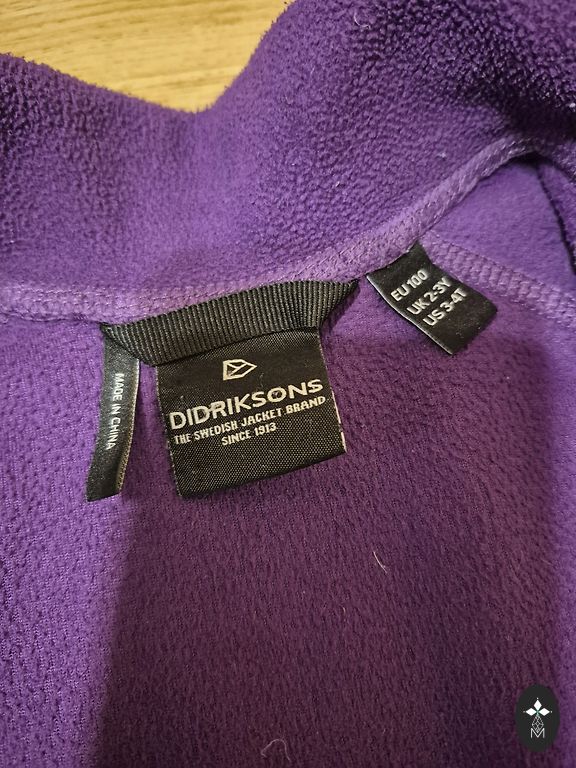 EU 100
UK 2-3Y
US 3-4T
MADE IN CHINA
DIDRIKSONS
THE SWEDISH JACKET BRAND
SINCE 1913
M